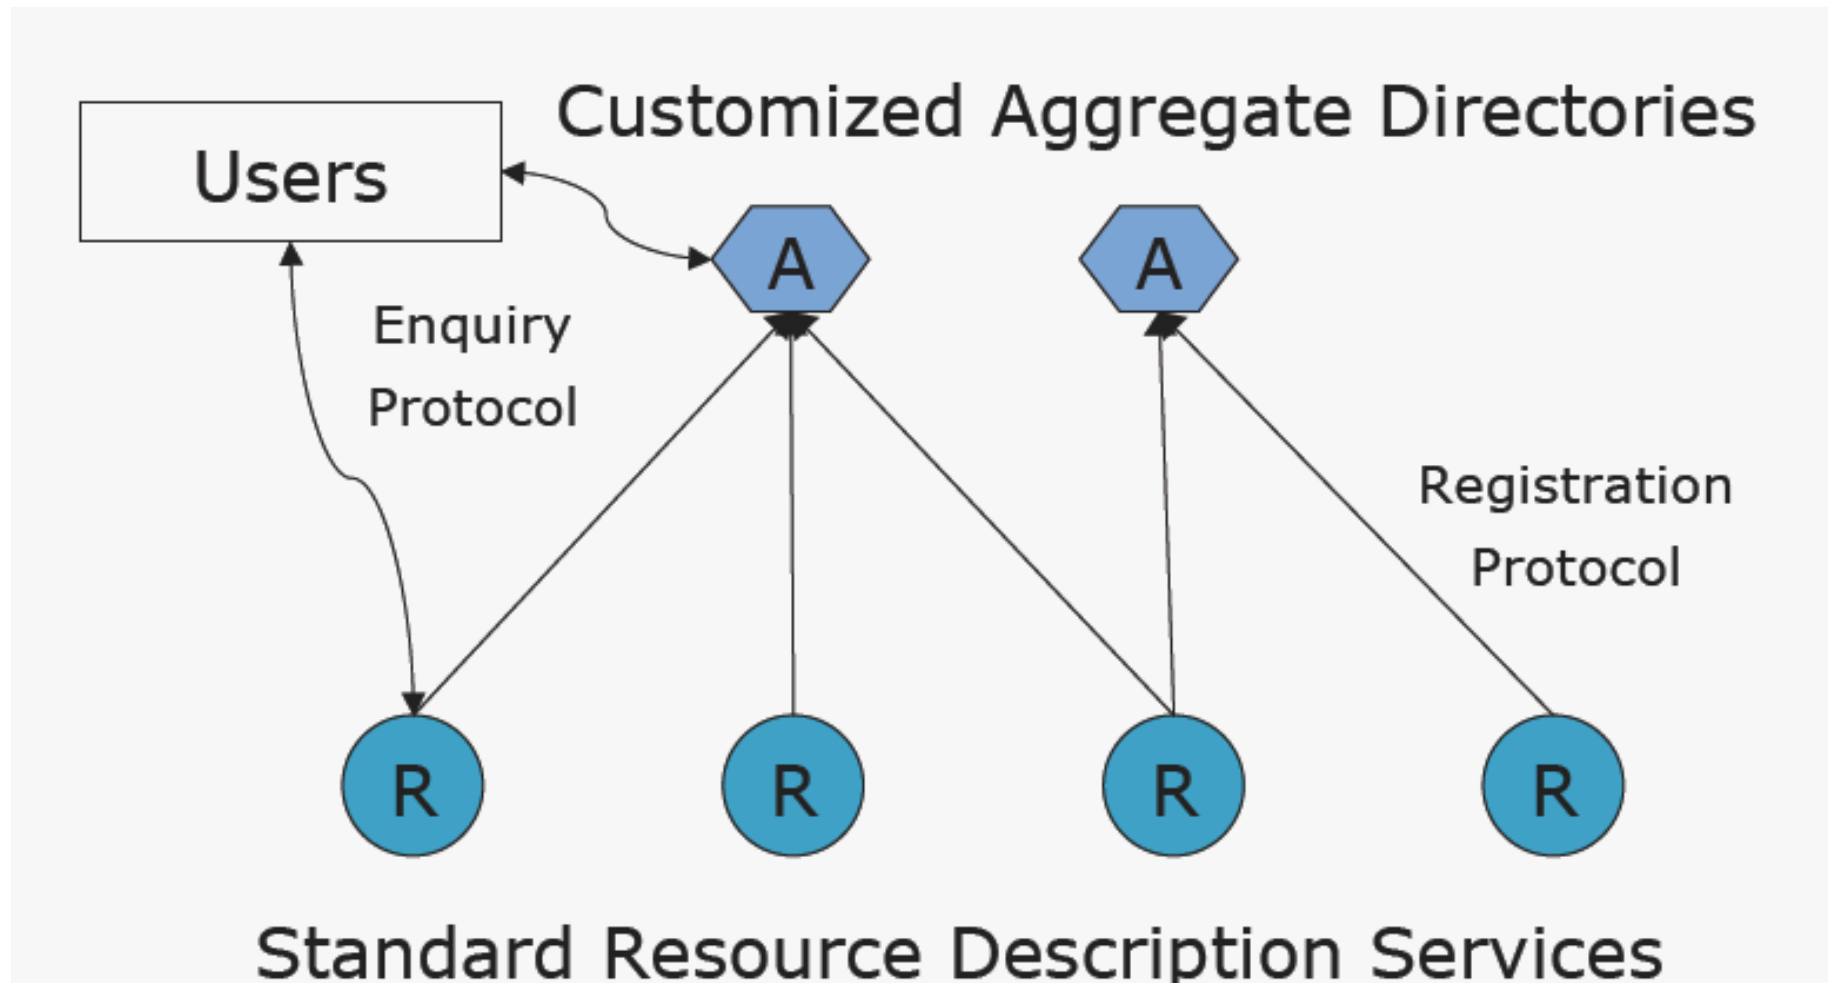 Customized Aggregate Directories
Users
A
A
Enquiry
Protocol
Registration
Protocol
R
R
R
R
Standard Resource Description Services